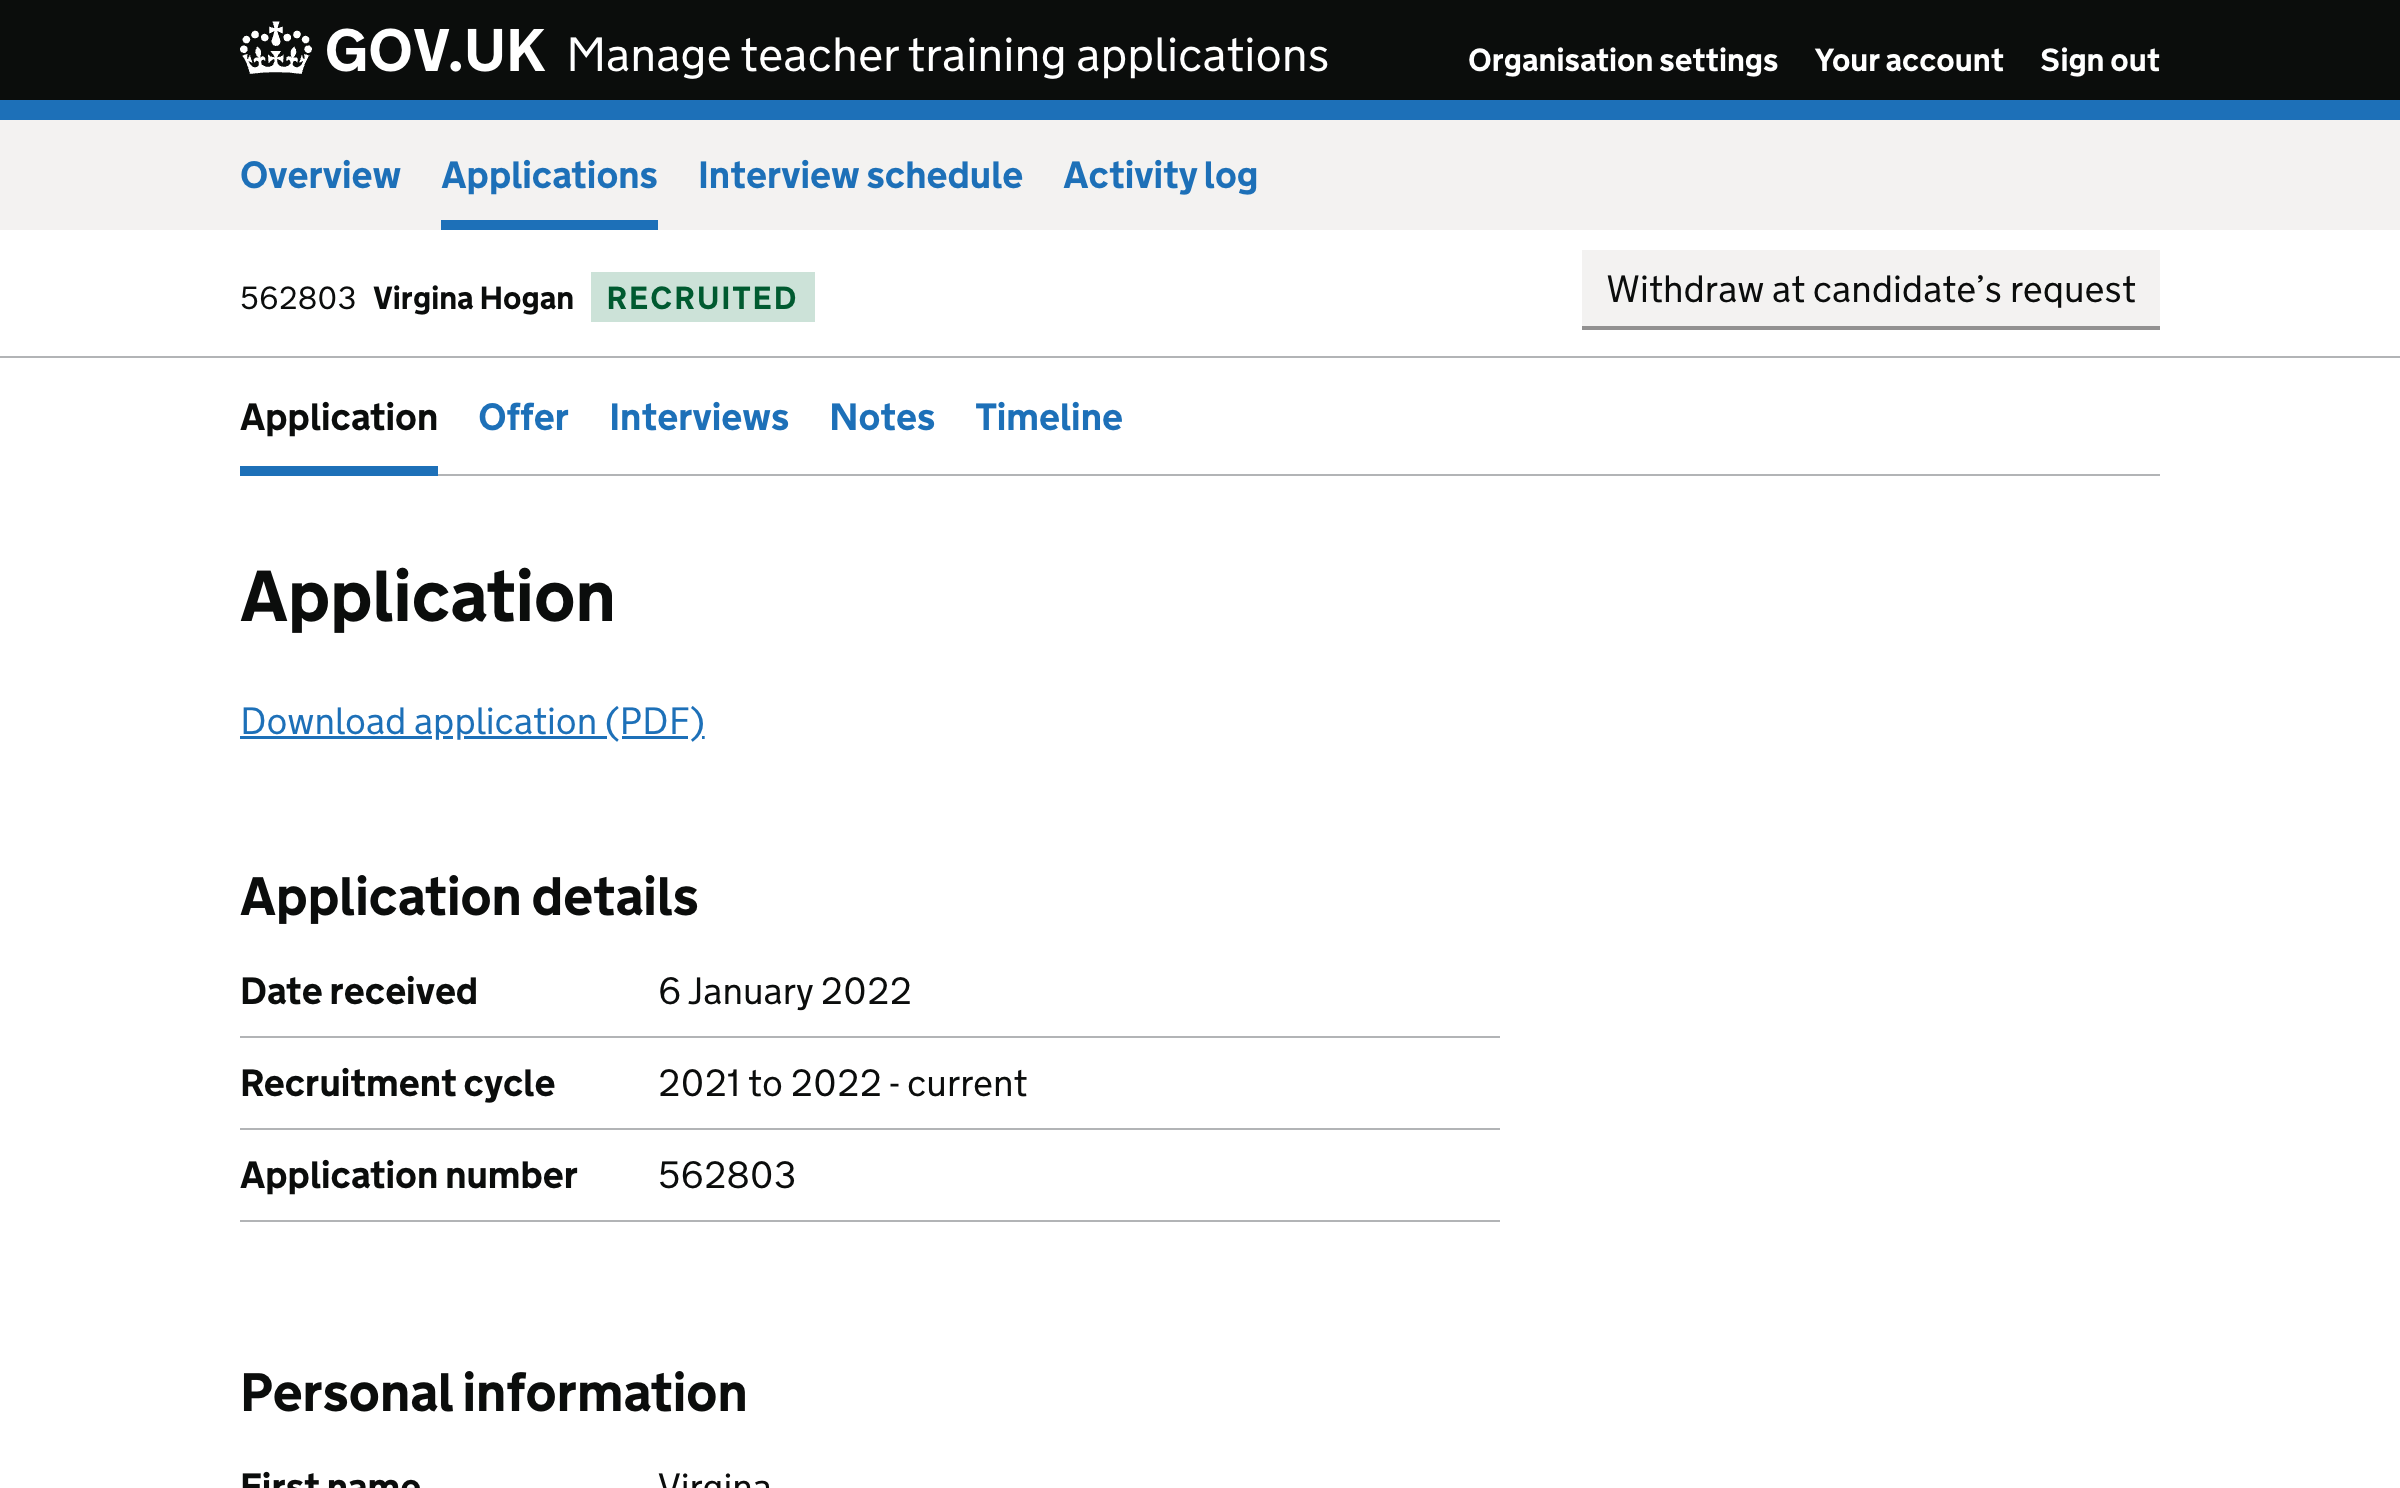 GOV.UK Manage teacher training applications Organisation settings Your account Sign out
Overview Applications Interview schedule Activity log
562803 Virgina Hogan RECRUITED Withdraw at candidate’s request
Application Offer Interviews Notes Timeline
Application
Download application (PDF)
Application details
Date received 6 January 2022
Recruitment cycle 2021 to 2022 - current
Application number 562803
Personal information
First name Virgina